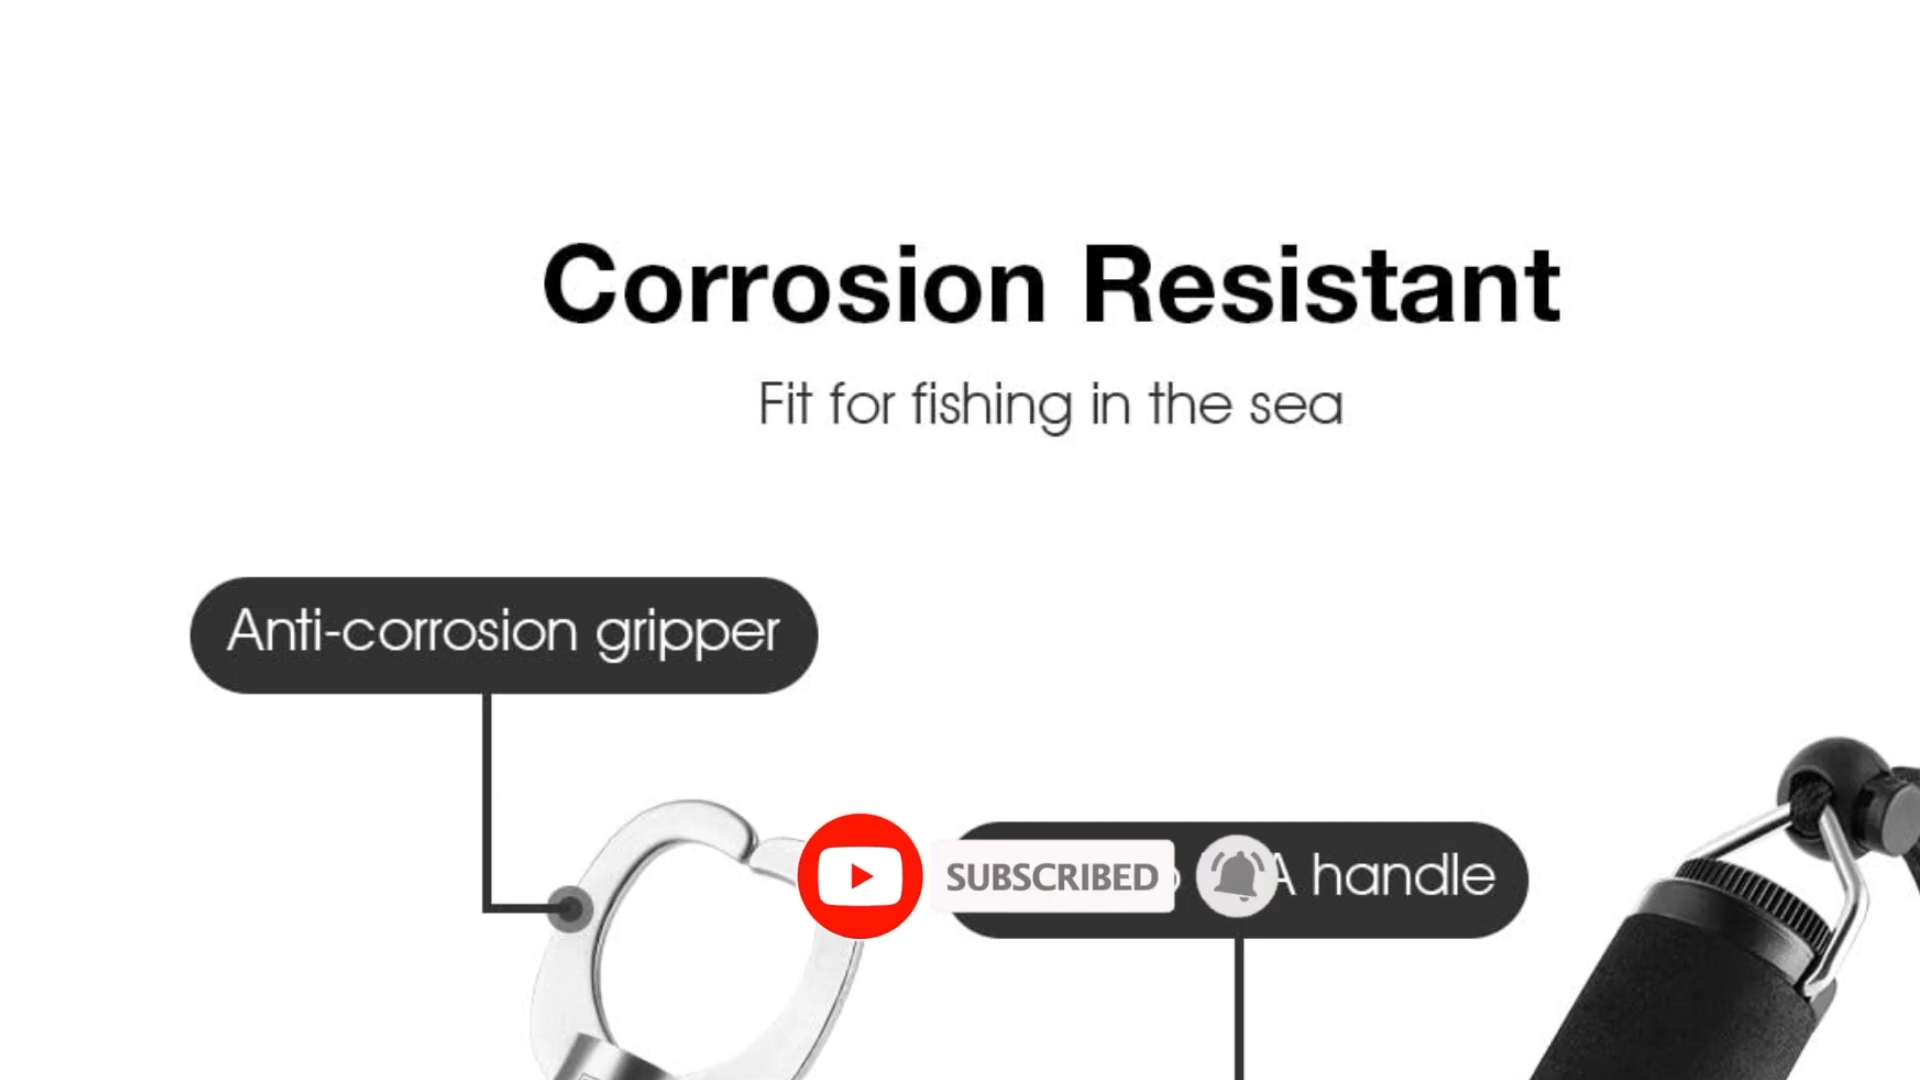 Corrosion Resistant
Fit for fishing in the sea
Anti-corrosion gripper
SUBSCRIBED
handle